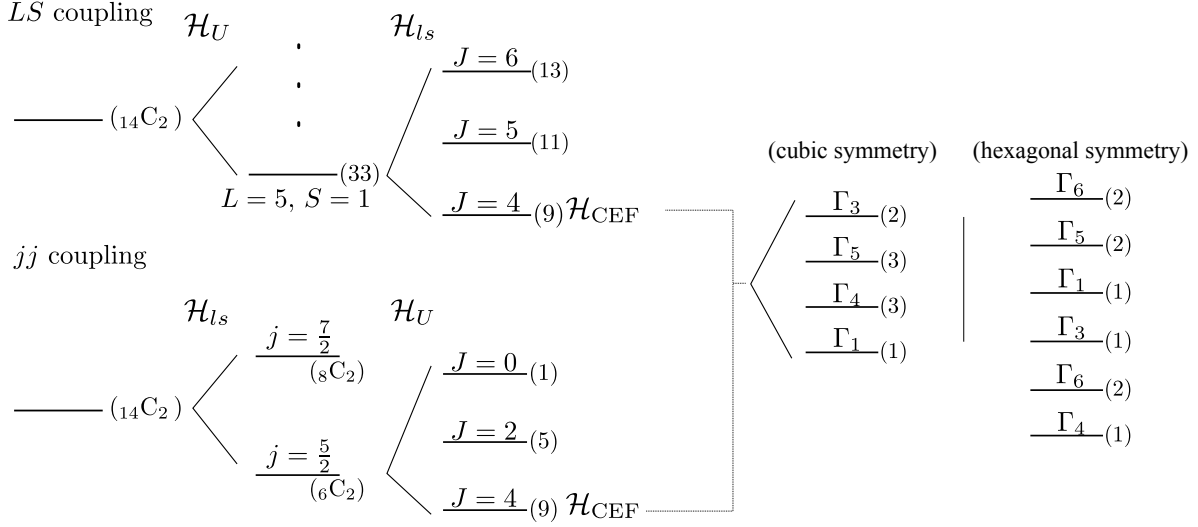 LS coupling
ℋ_U
ℋ_ls
(₁₄C₂)
(33)
L = 5, S = 1
J = 6 (13)
J = 5 (11)
J = 4 (9) ℋ_CEF
jj coupling
ℋ_ls
ℋ_U
(₁₄C₂)
j = 7/2
(₈C₂)
j = 5/2
(₆C₂)
J = 0 (1)
J = 2 (5)
J = 4 (9) ℋ_CEF
(cubic symmetry)
Γ₃ (2)
Γ₅ (3)
Γ₄ (3)
Γ₁ (1)
(hexagonal symmetry)
Γ₆ (2)
Γ₅ (2)
Γ₁ (1)
Γ₃ (1)
Γ₆ (2)
Γ₄ (1)